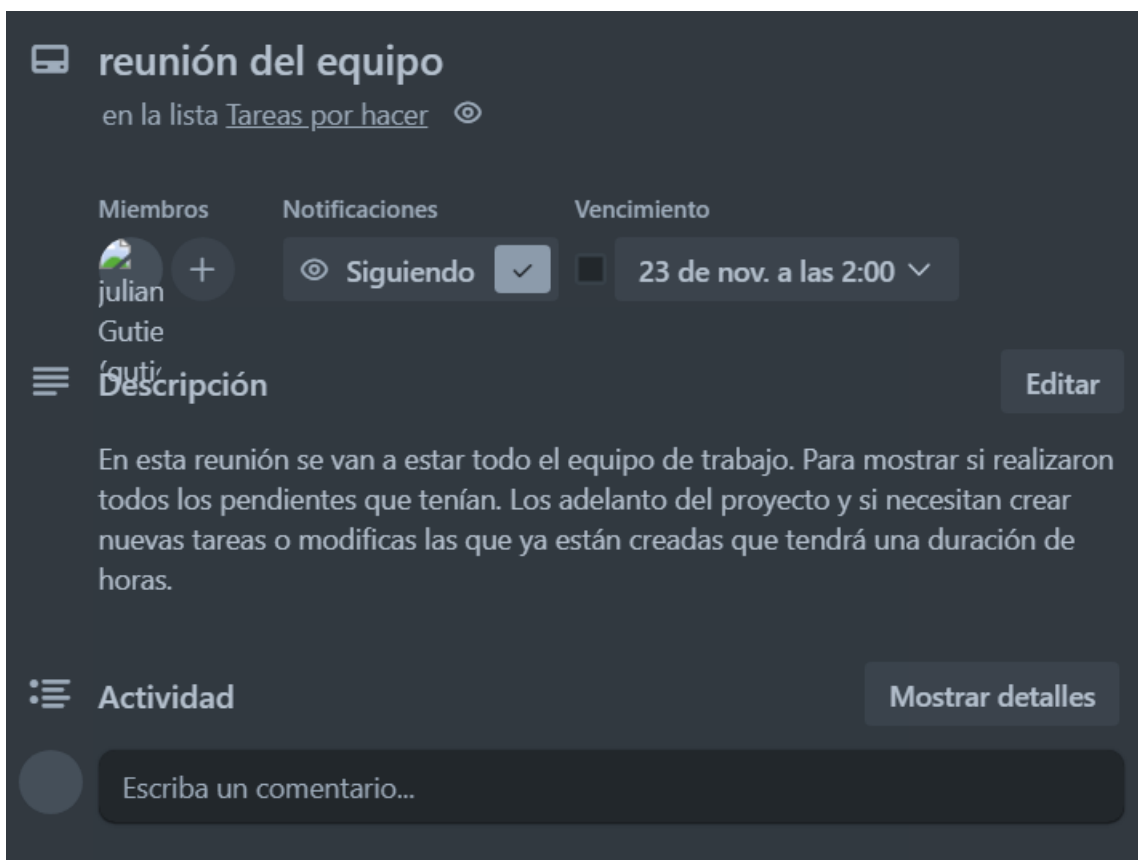 reunión del equipo
en la lista Tareas por hacer
Miembros
Notificaciones
Vencimiento
julian
Gutie
(guti
Siguiendo
23 de nov. a las 2:00
Descripción
Editar
En esta reunión se van a estar todo el equipo de trabajo. Para mostrar si realizaron
todos los pendientes que tenían. Los adelanto del proyecto y si necesitan crear
nuevas tareas o modificas las que ya están creadas que tendrá una duración de
horas.
Actividad
Mostrar detalles
Escriba un comentario...